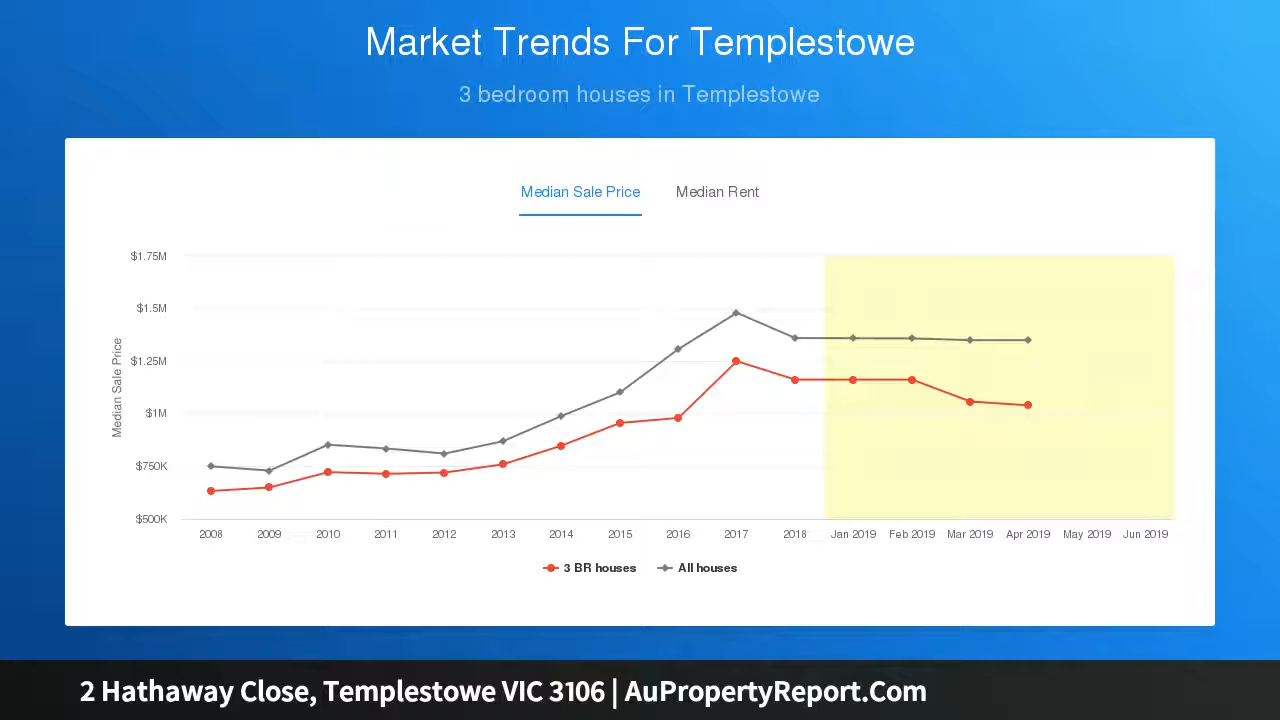 Market Trends For Templestowe
3 bedroom houses in Templestowe
Median Sale Price Median Rent
Median Sale Price
$1.75M
$1.5M
$1.25M
$1M
$750K
$500K
2008 2009 2010 2011 2012 2013 2014 2015 2016 2017 2018 Jan 2019 Feb 2019 Mar 2019 Apr 2019 May 2019 Jun 2019
3 BR houses All houses
2 Hathaway Close, Templestowe VIC 3106 | AuPropertyReport.Com